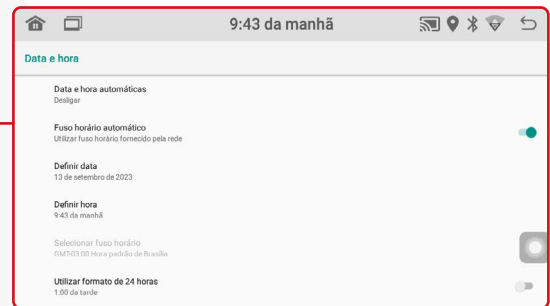 9:43 da manhã
Data e hora
Data e hora automáticas
Desligar
Fuso horário automático
Utilizar fuso horário fornecido pela rede
Definir data
13 de setembro de 2023
Definir hora
9:43 da manhã
Selecionar fuso horário
GMT-03:00 Hora padrão de Brasília
Utilizar formato de 24 horas
1:00 da tarde